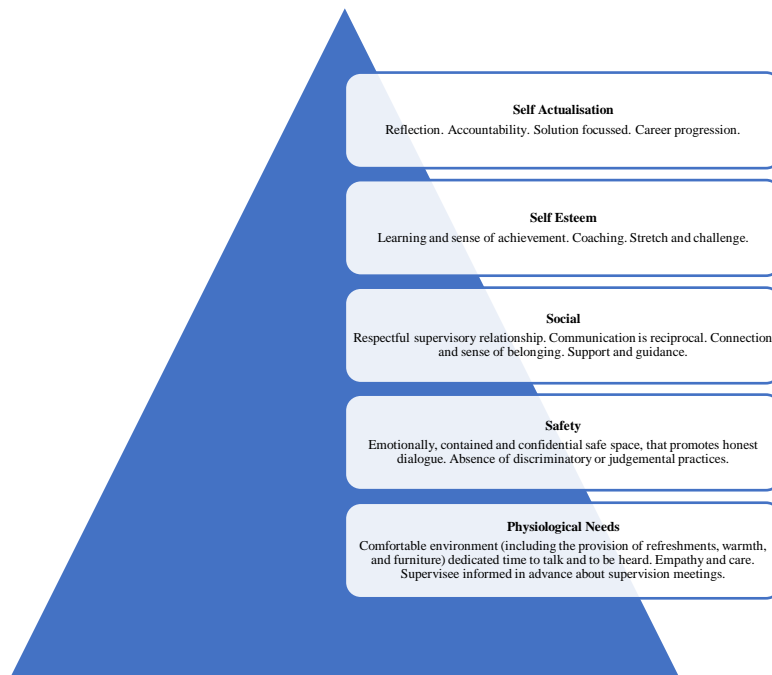 Self Actualisation
Reflection. Accountability. Solution focussed. Career progression.
Self Esteem
Learning and sense of achievement. Coaching. Stretch and challenge.
Social
Respectful supervisory relationship. Communication is reciprocal. Connection
and sense of belonging. Support and guidance.
Safety
Emotionally, contained and confidential safe space, that promotes honest
dialogue. Absence of discriminatory or judgemental practices.
Physiological Needs
Comfortable environment (including the provision of refreshments, warmth,
and furniture) dedicated time to talk and to be heard. Empathy and care.
Supervisee informed in advance about supervision meetings.